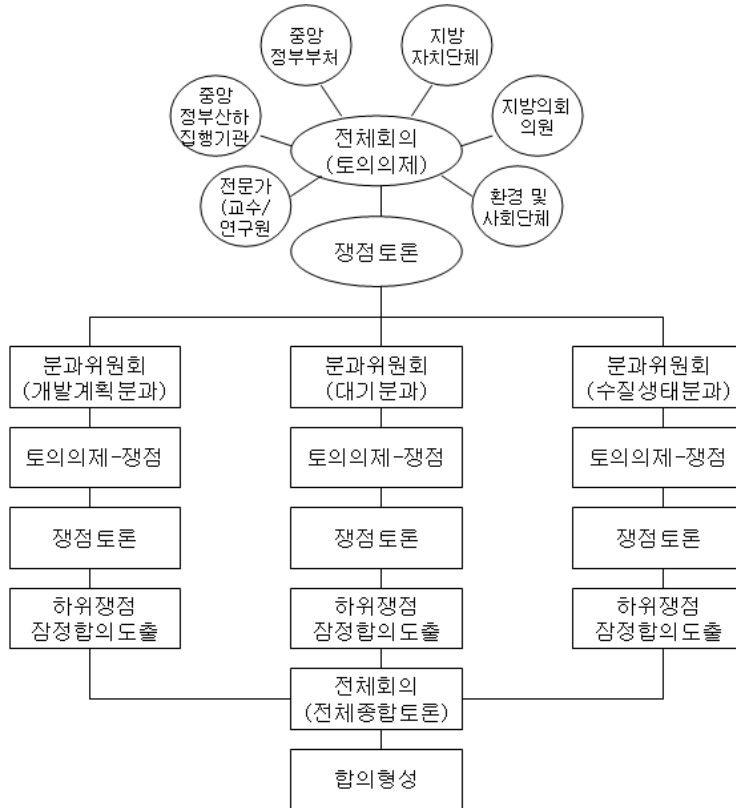 중앙
정부부처
지방
자치단체
중앙
정부산하
집행기관
지방의회
의원
전체회의
(토의의제)
전문가
(교수/
연구원
환경 및
사회단체
쟁점토론
분과위원회
(개발계획분과)
분과위원회
(대기분과)
분과위원회
(수질생태분과)
토의의제-쟁점
토의의제-쟁점
토의의제-쟁점
쟁점토론
쟁점토론
쟁점토론
하위쟁점
잠정합의도출
하위쟁점
잠정합의도출
하위쟁점
잠정합의도출
전체회의
(전체종합토론)
합의형성